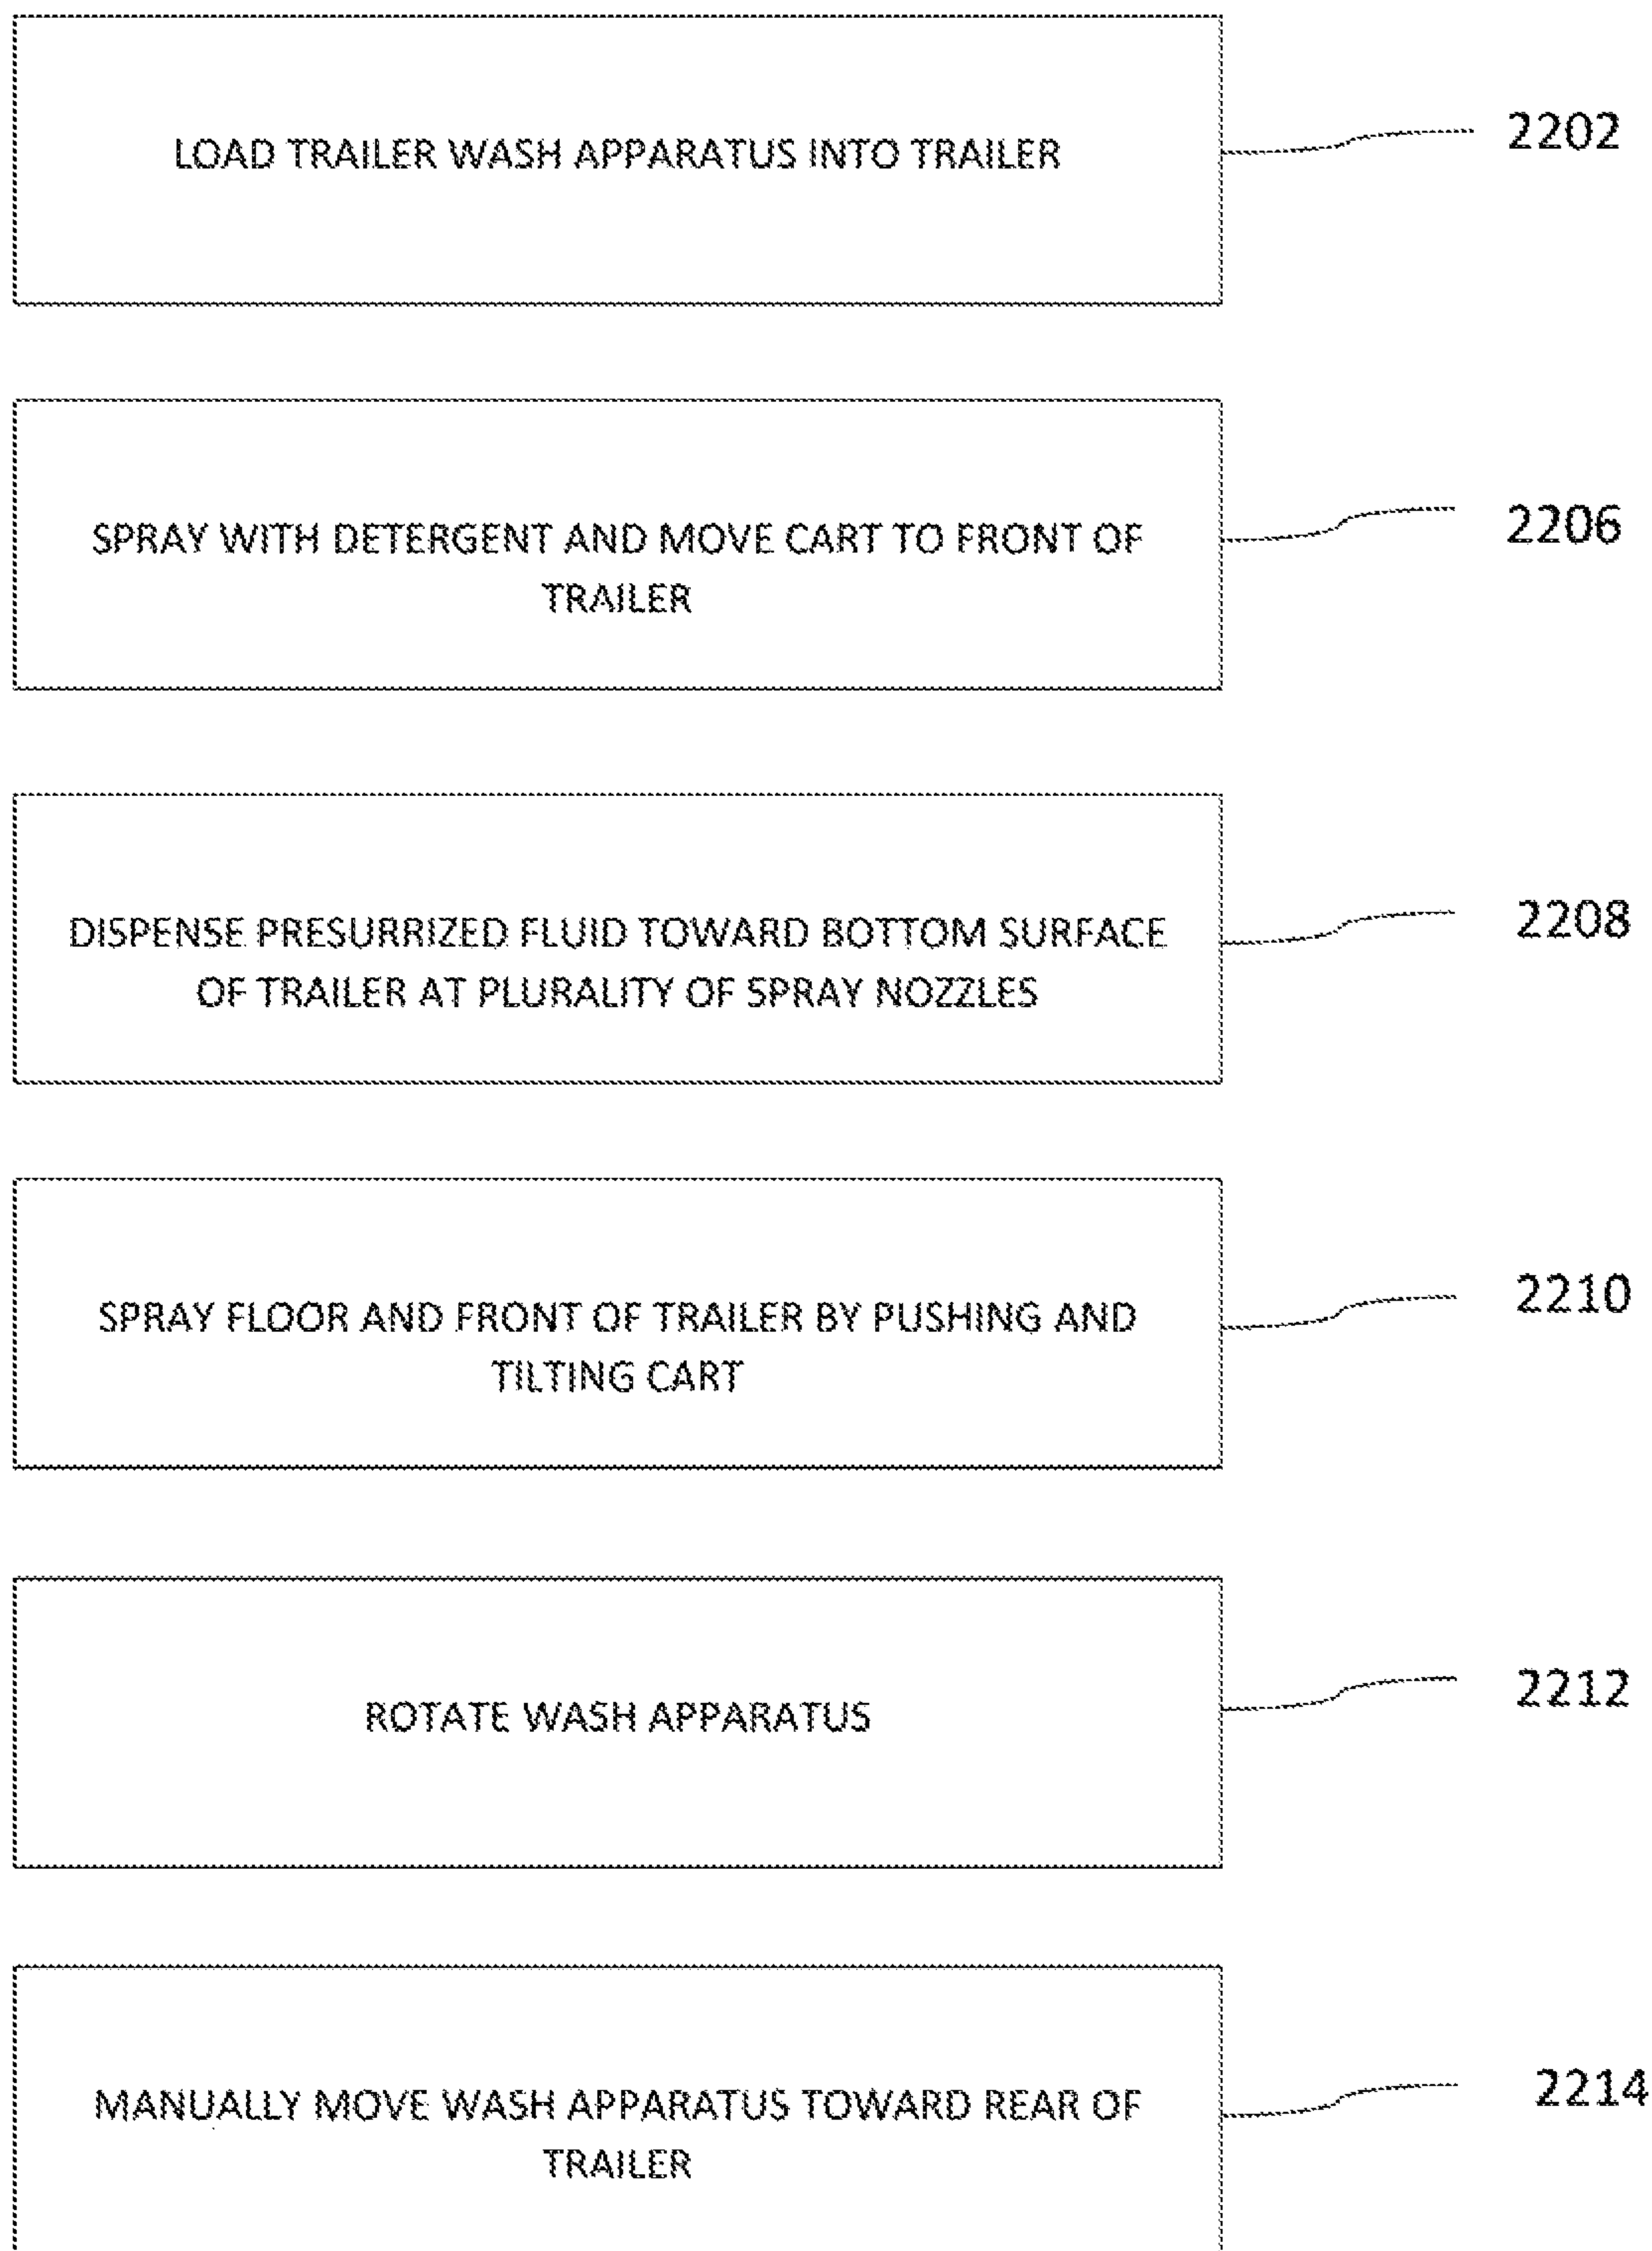 LOAD TRAILER WASH APPARATUS INTO TRAILER
2202
SPRAY WITH DETERGENT AND MOVE CART TO FRONT OF
TRAILER
2206
DISPENSE PRESURRIZED FLUID TOWARD BOTTOM SURFACE
OF TRAILER AT PLURALITY OF SPRAY NOZZLES
2208
SPRAY FLOOR AND FRONT OF TRAILER BY PUSHING AND
TILTING CART
2210
ROTATE WASH APPARATUS
2212
MANUALLY MOVE WASH APPARATUS TOWARD REAR OF
TRAILER
2214